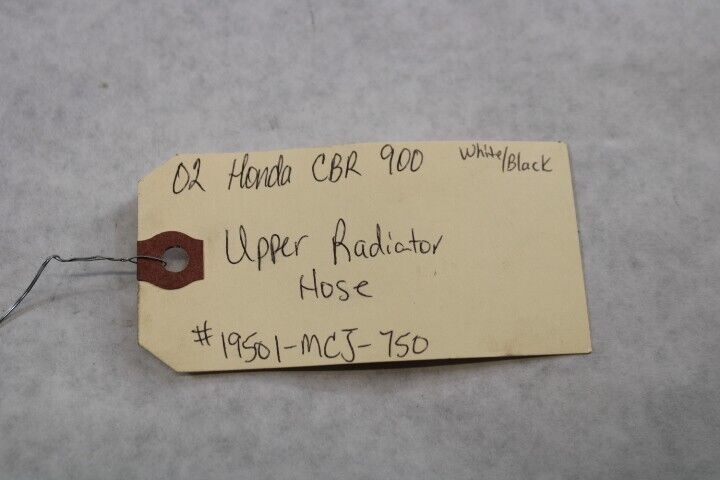 02 Honda CBR 900 White/Black
Upper Radiator
Hose
#19501-MCJ-750